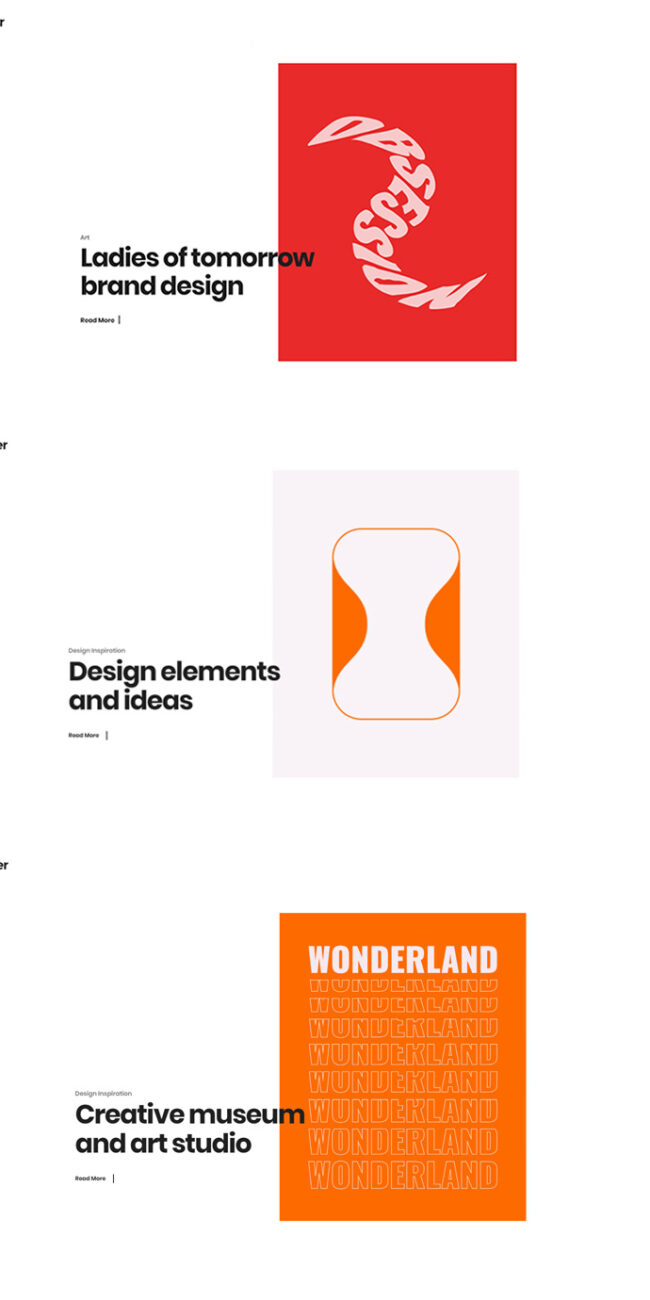 r
Art
Ladies of tomorrow
brand design
Read More
OBSESSION
er
Design Inspiration
Design elements
and ideas
Read More
er
Design Inspiration
Creative museum
and art studio
Read More
WONDERLAND
WONDERLAND
WONDERLAND
WONDERLAND
WONDERLAND
WONDERLAND
WONDERLAND
WONDERLAND
WONDERLAND